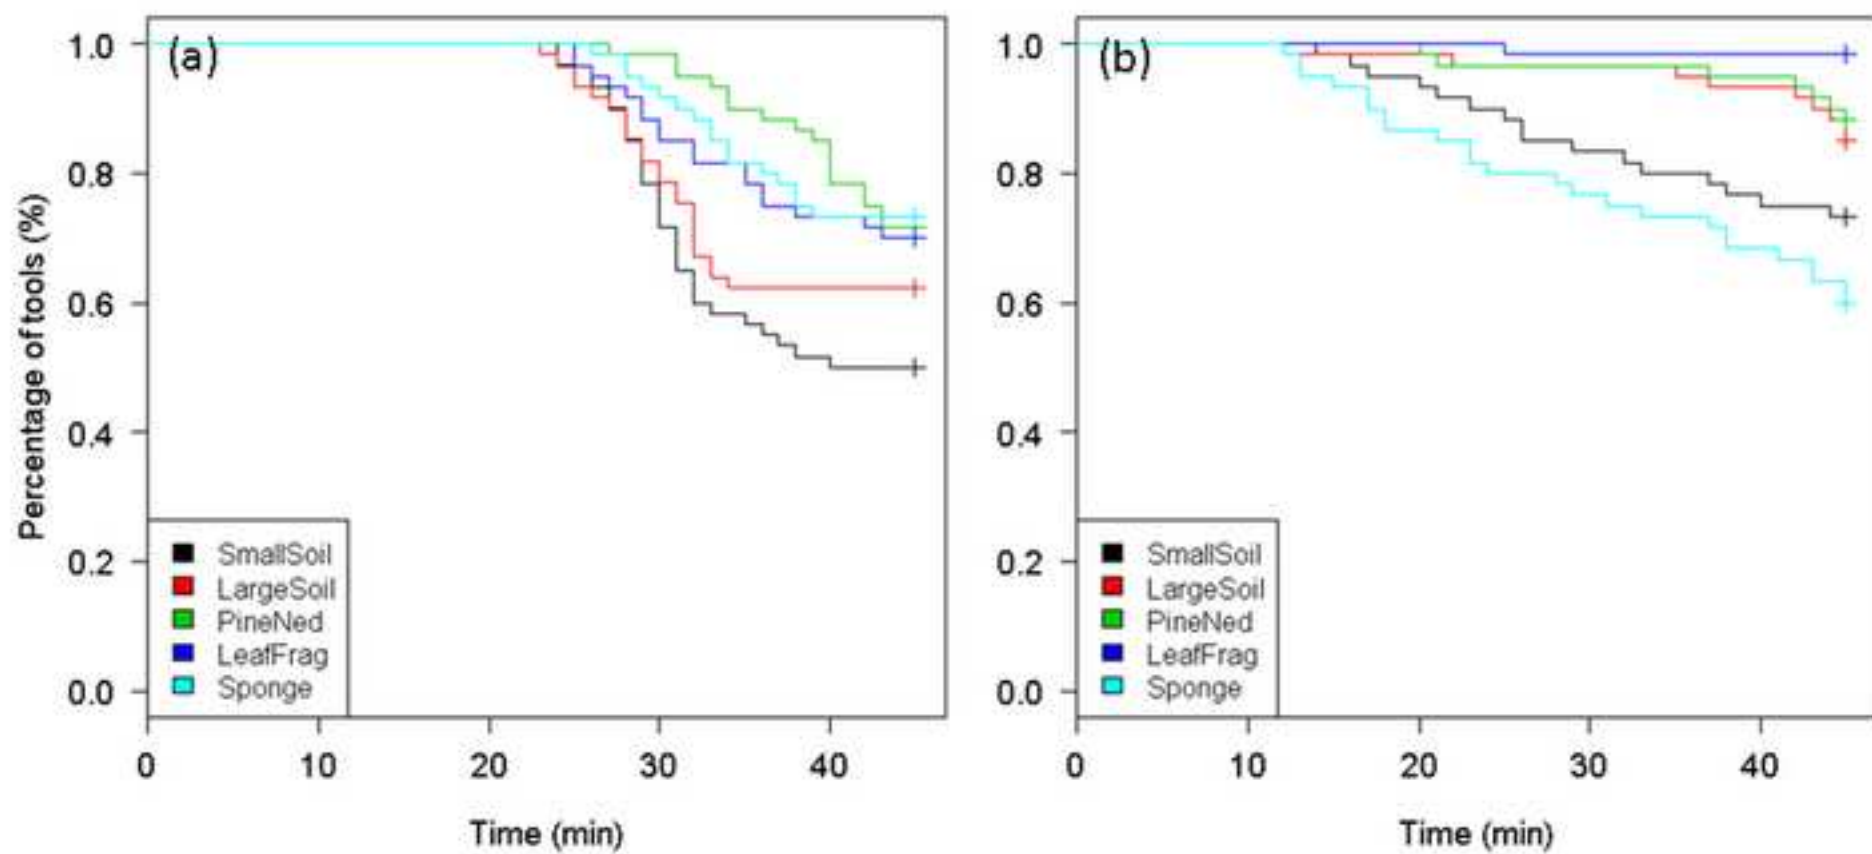 (a)
Percentage of tools (%)
1.0
0.8
0.6
0.4
0.2
0.0
SmallSoil
LargeSoil
PineNed
LeafFrag
Sponge
0 10 20 30 40
Time (min)
(b)
1.0
0.8
0.6
0.4
0.2
0.0
SmallSoil
LargeSoil
PineNed
LeafFrag
Sponge
0 10 20 30 40
Time (min)